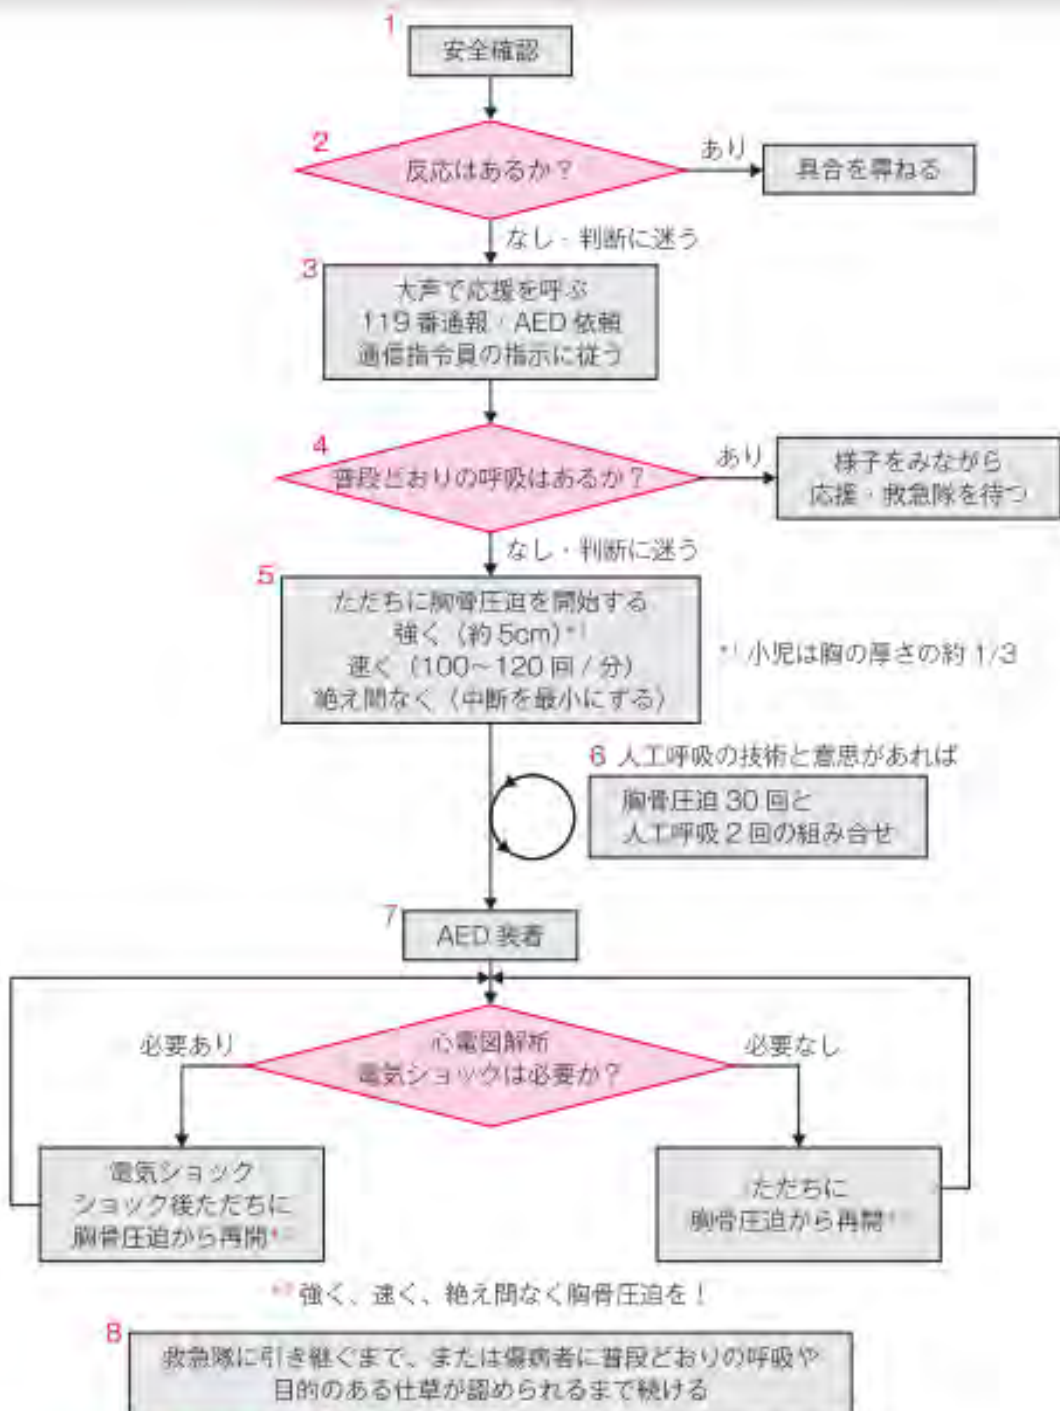 1
安全確認
2
反応はあるか？
あり
具合を尋ねる
なし・判断に迷う
3
大声で応援を呼ぶ
119番通報・AED依頼
通信指令員の指示に従う
4
普段どおりの呼吸はあるか？
あり
様子をみながら
応援・救急隊を待つ
なし・判断に迷う
5
ただちに胸骨圧迫を開始する
強く（約5cm）*1
速く（100～120回/分）
絶え間なく（中断を最小にする）
*1 小児は胸の厚さの約1/3
6 人工呼吸の技術と意思があれば
胸骨圧迫30回と
人工呼吸2回の組み合せ
7
AED装着
心電図解析
電気ショックは必要か？
必要あり
必要なし
電気ショック
ショック後ただちに
胸骨圧迫から再開*2
ただちに
胸骨圧迫から再開*2
*2 強く、速く、絶え間なく胸骨圧迫を！
8
救急隊に引き継ぐまで、または傷病者に普段どおりの呼吸や
目的のある仕草が認められるまで続ける